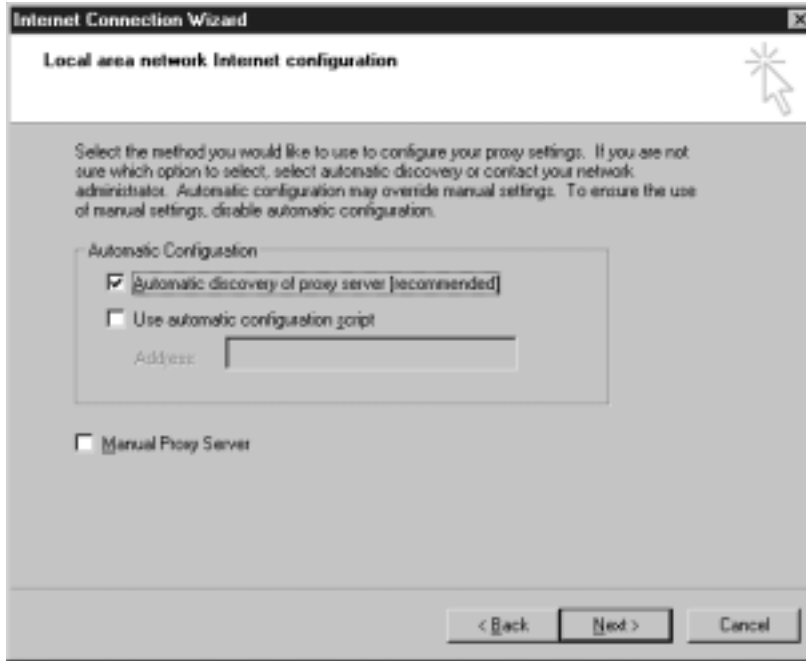 Internet Connection Wizard
Local area network Internet configuration
Select the method you would like to use to configure your proxy settings. If you are not
sure which option to select, select automatic discovery or contact your network
administrator. Automatic configuration may override manual settings. To ensure the use
of manual settings, disable automatic configuration.
Automatic Configuration
Automatic discovery of proxy server [recommended]
Use automatic configuration script
Address:
Manual Proxy Server
< Back
Next >
Cancel